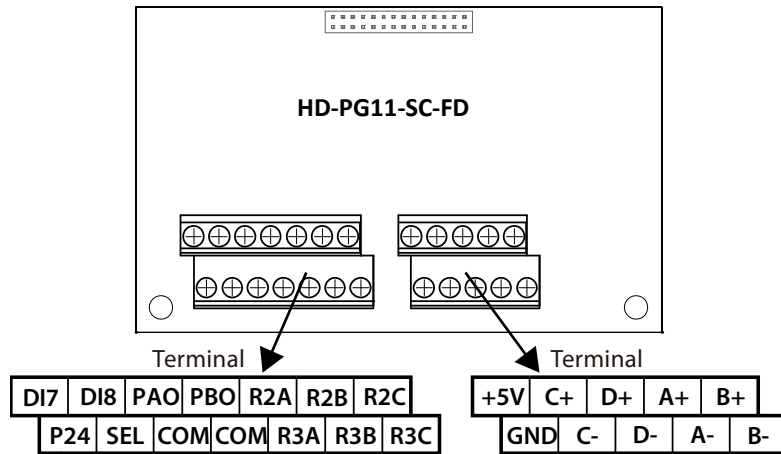 HD-PG11-SC-FD
Terminal Terminal
DI7 DI8 PAO PBO R2A R2B R2C +5V C+ D+ A+ B+
P24 SEL COM COM R3A R3B R3C GND C- D- A- B-